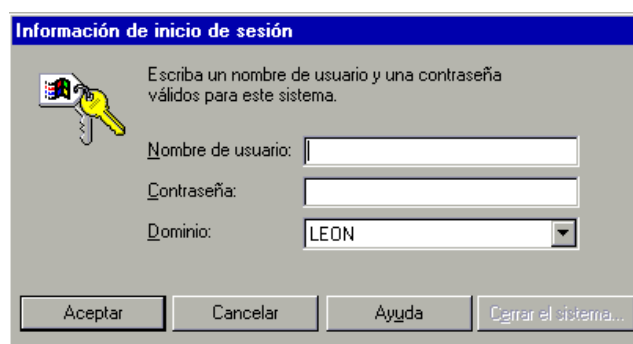 Información de inicio de sesión
Escriba un nombre de usuario y una contraseña
válidos para este sistema.
Nombre de usuario:
Contraseña:
Dominio: LEON
Aceptar Cancelar Ayuda Cerrar el sistema...